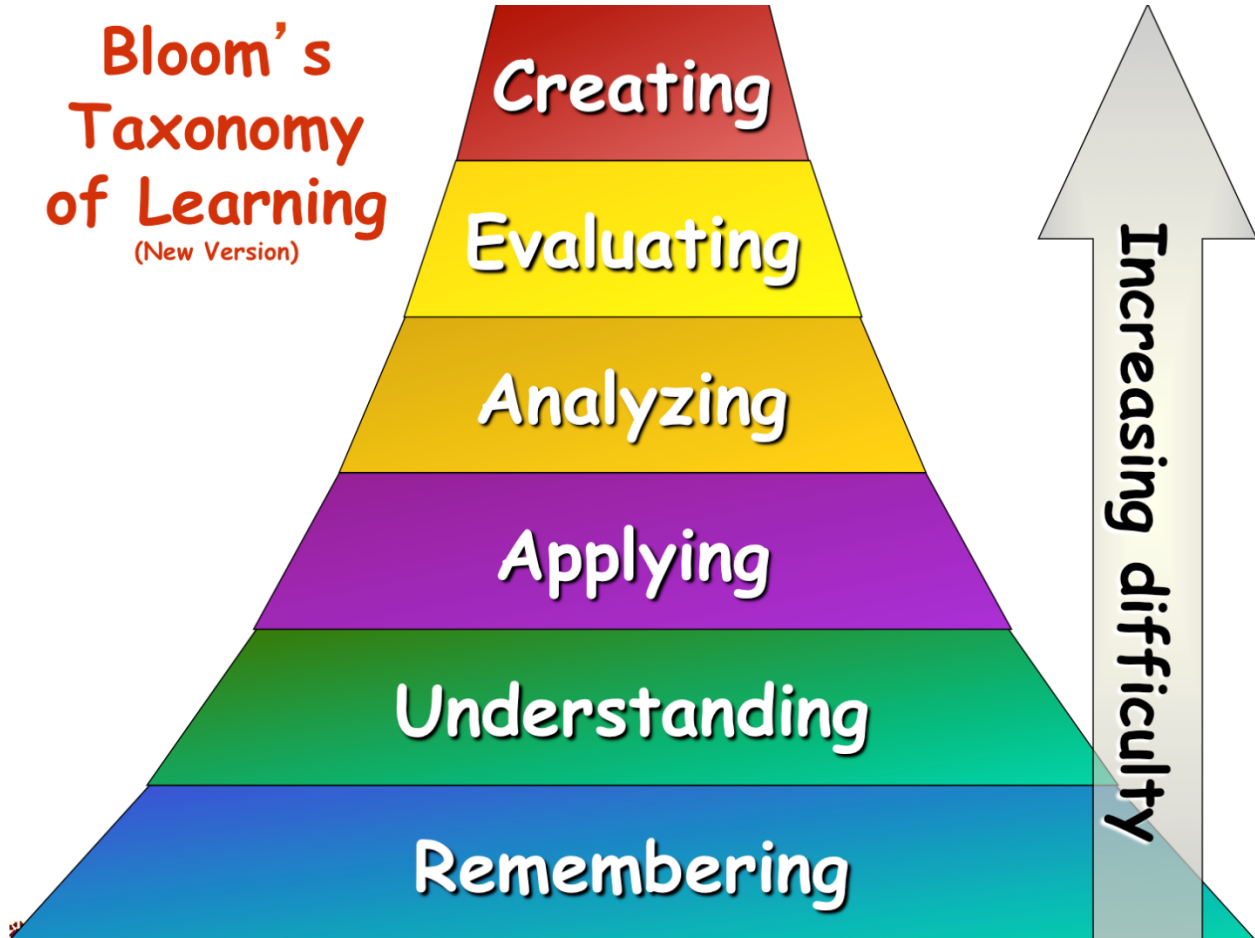 Bloom's
Taxonomy
of Learning
(New Version)
Creating
Evaluating
Analyzing
Applying
Understanding
Remembering
Increasing difficulty